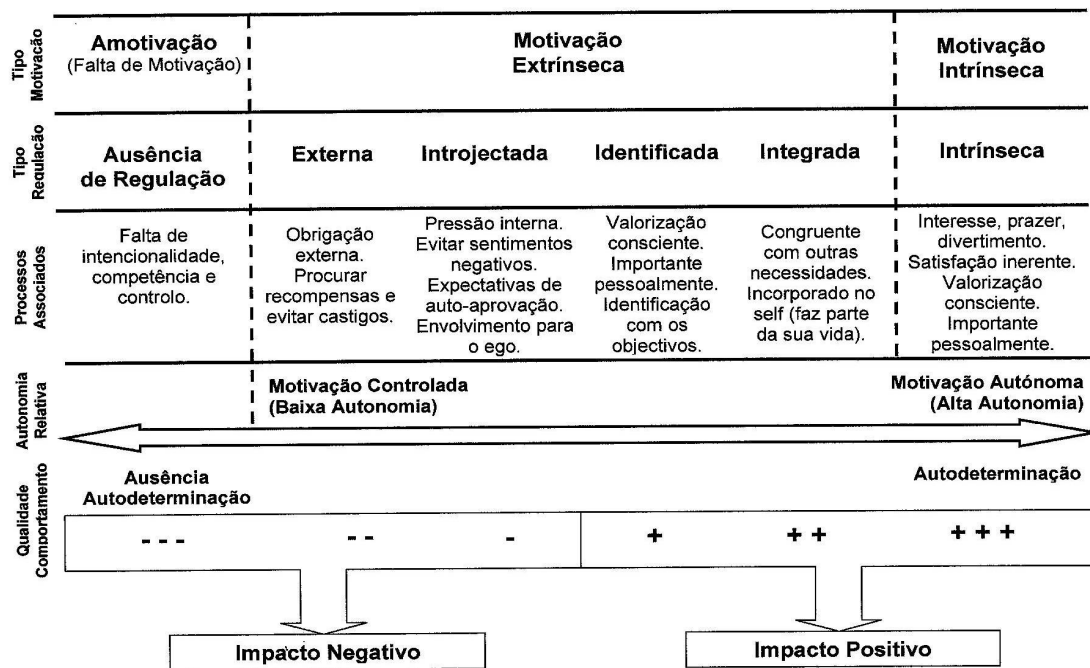 Tipo
Motivação
Amotivação
(Falta de Motivação)
Motivação
Extrínseca
Motivação
Intrínseca
Tipo
Regulação
Ausência
de Regulação
Externa
Introjectada
Identificada
Integrada
Intrínseca
Processos
Associados
Falta de
intencionalidade,
competência e
controlo.
Obrigação
externa.
Procurar
recompensas e
evitar castigos.
Pressão interna.
Evitar sentimentos
negativos.
Expectativas de
auto-aprovação.
Envolvimento para
o ego.
Valorização
consciente.
Importante
pessoalmente.
Identificação
com os
objectivos.
Congruente
com outras
necessidades.
Incorporado no
self (faz parte
da sua vida).
Interesse, prazer,
divertimento.
Satisfação inerente.
Valorização
consciente.
Importante
pessoalmente.
Autonomia
Relativa
Motivação Controlada
(Baixa Autonomia)
Motivação Autónoma
(Alta Autonomia)
Qualidade
Comportamento
Ausência
Autodeterminação
Autodeterminação
- - -
- -
-
+
+ +
+ + +
Impacto Negativo
Impacto Positivo